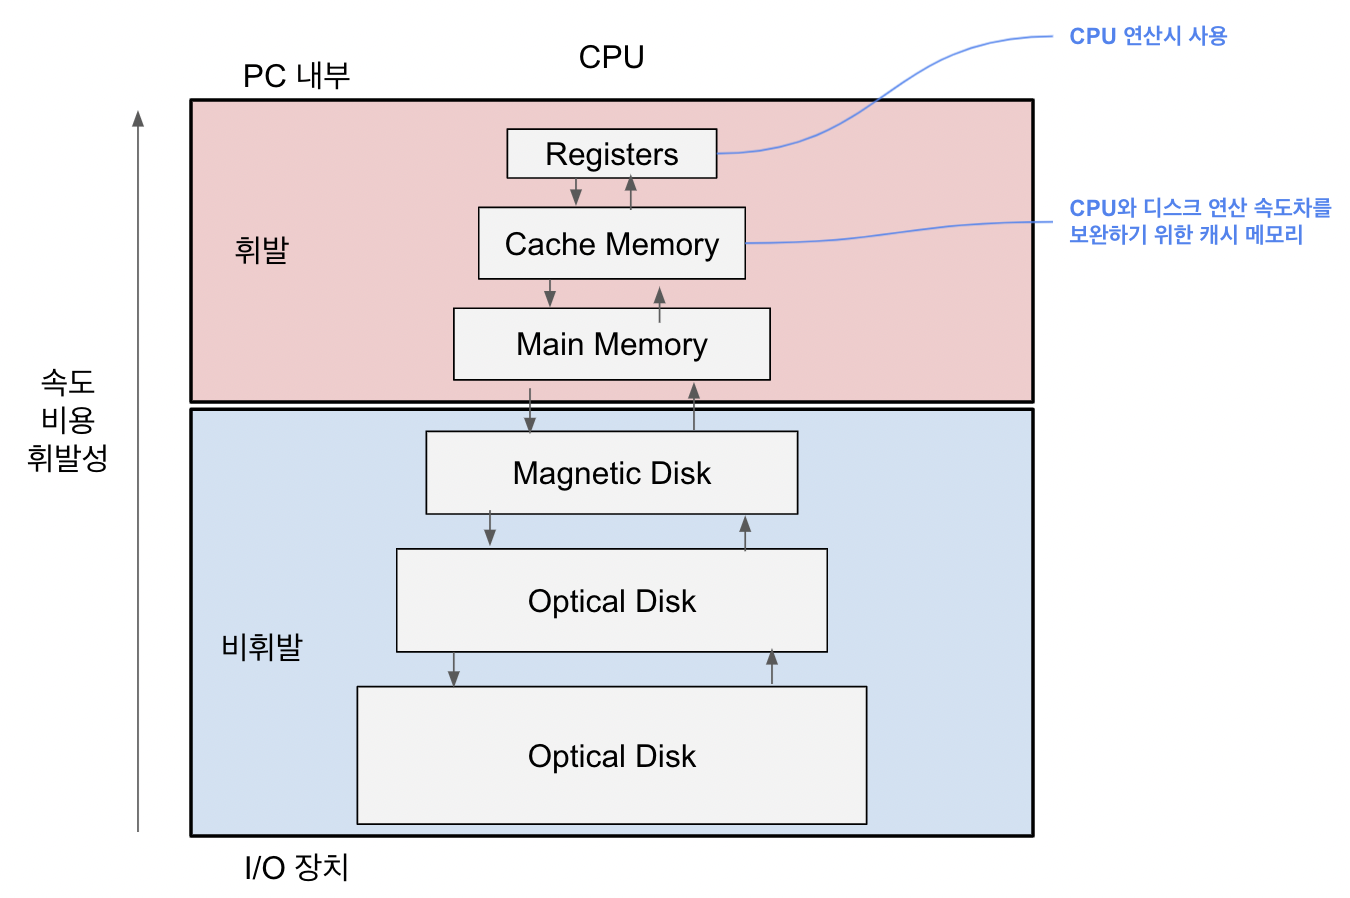 CPU
PC 내부
CPU 연산시 사용
Registers
CPU와 디스크 연산 속도차를
보완하기 위한 캐시 메모리
휘발
Cache Memory
Main Memory
속도
비용
휘발성
Magnetic Disk
Optical Disk
비휘발
Optical Disk
I/O 장치